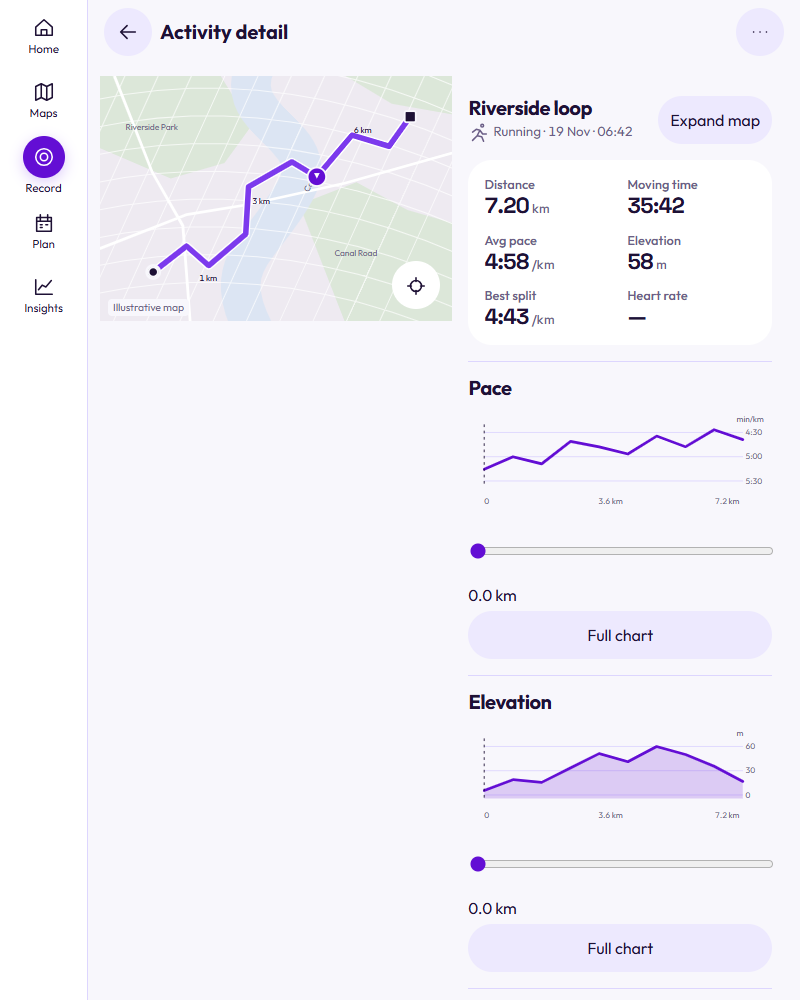 Home
Maps
Record
Plan
Insights
Activity detail
Riverside Park
6 km
3 km
1 km
Canal Road
Illustrative map
Riverside loop
Running · 19 Nov · 06:42
Expand map
Distance
7.20 km
Moving time
35:42
Avg pace
4:58 /km
Elevation
58 m
Best split
4:43 /km
Heart rate
—
Pace
min/km
4:30
5:00
5:30
0
3.6 km
7.2 km
0.0 km
Full chart
Elevation
m
60
30
0
0
3.6 km
7.2 km
0.0 km
Full chart